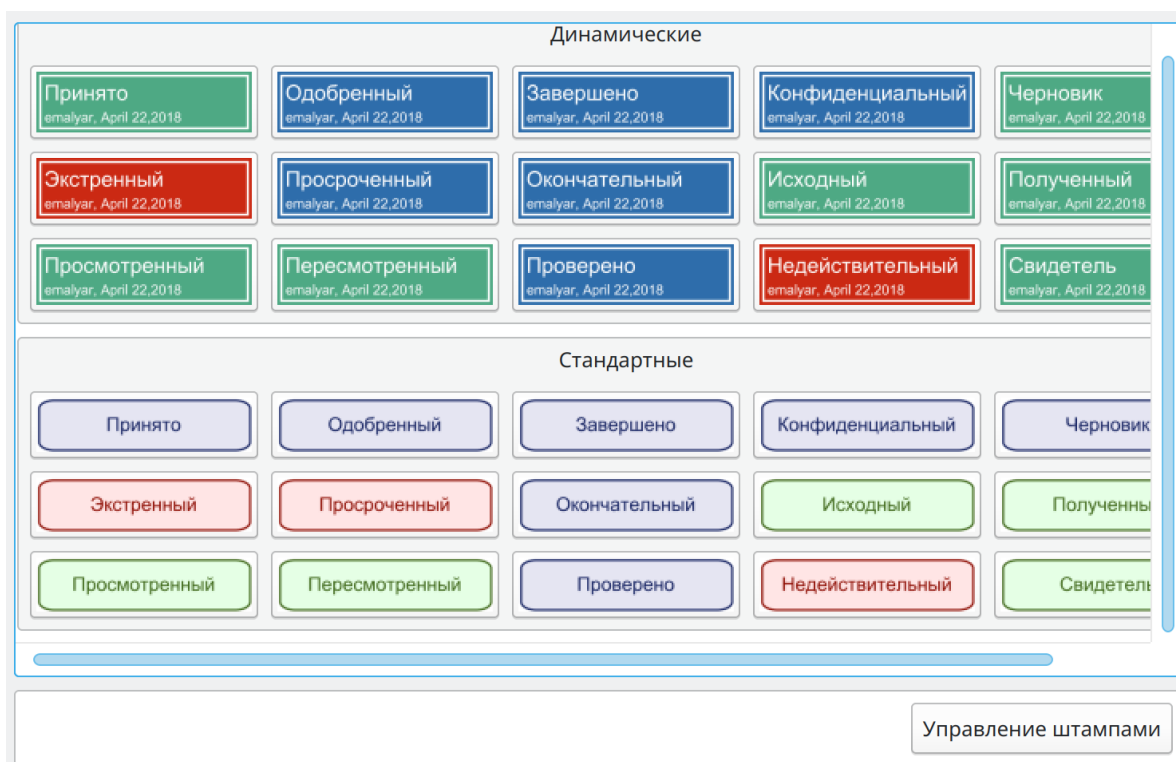 Динамические
Принято
emalyar, April 22,2018
Одобренный
emalyar, April 22,2018
Завершено
emalyar, April 22,2018
Конфиденциальный
emalyar, April 22,2018
Черновик
emalyar, April 22,2018
Экстренный
emalyar, April 22,2018
Просроченный
emalyar, April 22,2018
Окончательный
emalyar, April 22,2018
Исходный
emalyar, April 22,2018
Полученный
emalyar, April 22,2018
Просмотренный
emalyar, April 22,2018
Пересмотренный
emalyar, April 22,2018
Проверено
emalyar, April 22,2018
Недействительный
emalyar, April 22,2018
Свидетель
emalyar, April 22,2018
Стандартные
Принято
Одобренный
Завершено
Конфиденциальный
Черновик
Экстренный
Просроченный
Окончательный
Исходный
Полученны
Просмотренный
Пересмотренный
Проверено
Недействительный
Свидетель
Управление штампами